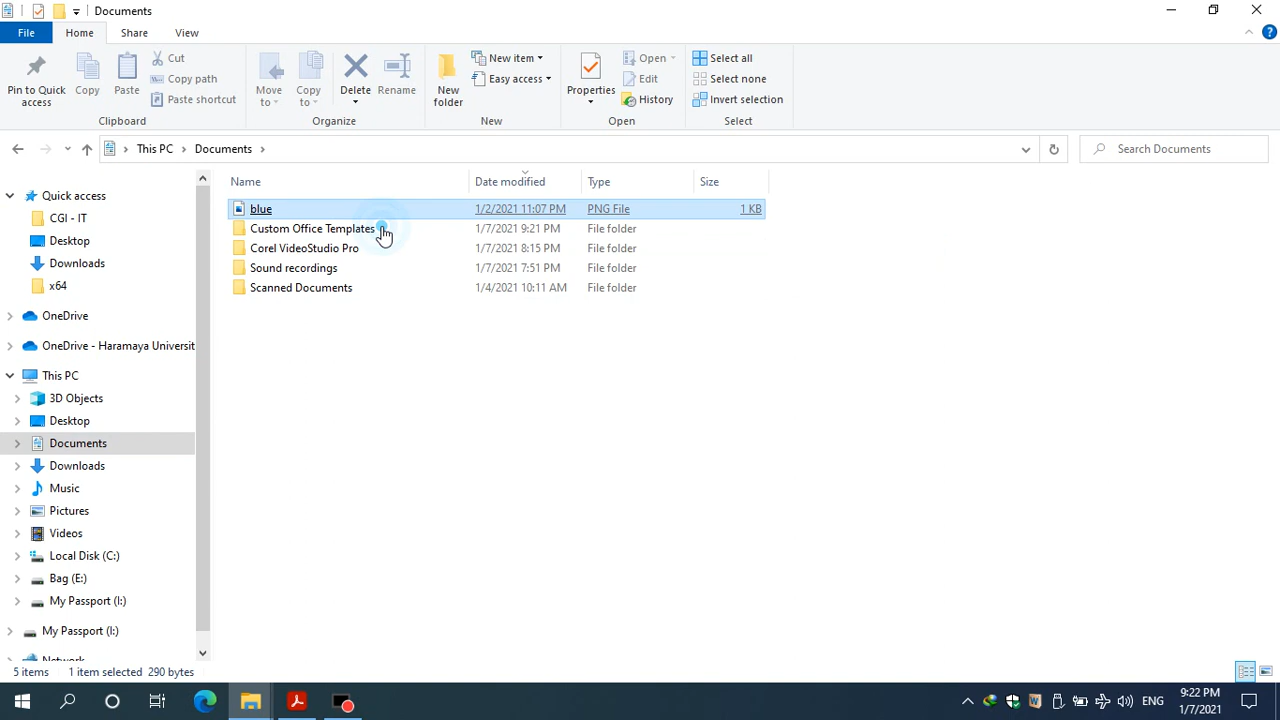 Documents
File Home Share View
Pin to Quick access
Copy
Paste
Cut
Copy path
Paste shortcut
Clipboard
Move to
Copy to
Delete
Rename
Organize
New folder
New item
Easy access
New
Properties
Open
Edit
History
Open
Select all
Select none
Invert selection
Select
This PC Documents
Search Documents
Name Date modified Type Size
blue 1/2/2021 11:07 PM PNG File 1 KB
Custom Office Templates 1/7/2021 9:21 PM File folder
Corel VideoStudio Pro 1/7/2021 8:15 PM File folder
Sound recordings 1/7/2021 7:51 PM File folder
Scanned Documents 1/4/2021 10:11 AM File folder
Quick access
CGI - IT
Desktop
Downloads
x64
OneDrive
OneDrive - Haramaya Universit
This PC
3D Objects
Desktop
Documents
Downloads
Music
Pictures
Videos
Local Disk (C:)
Bag (E:)
My Passport (I:)
My Passport (I:)
Network
5 items 1 item selected 290 bytes
ENG
9:22 PM
1/7/2021